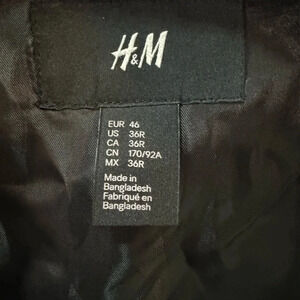 H&M
EUR 46
US 36R
CA 36R
CN 170/92A
MX 36R
Made in
Bangladesh
Fabriqué en
Bangladesh